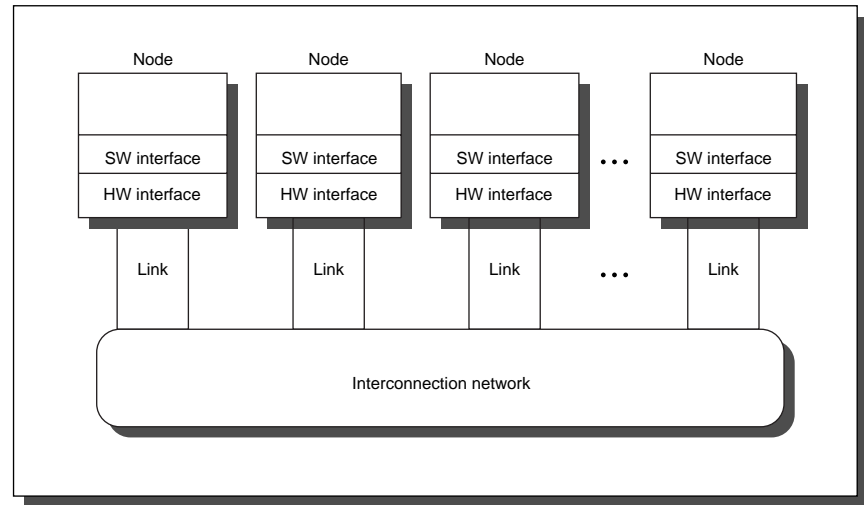 Node Node Node Node
SW interface SW interface SW interface ... SW interface
HW interface HW interface HW interface HW interface
Link Link Link ... Link
Interconnection network